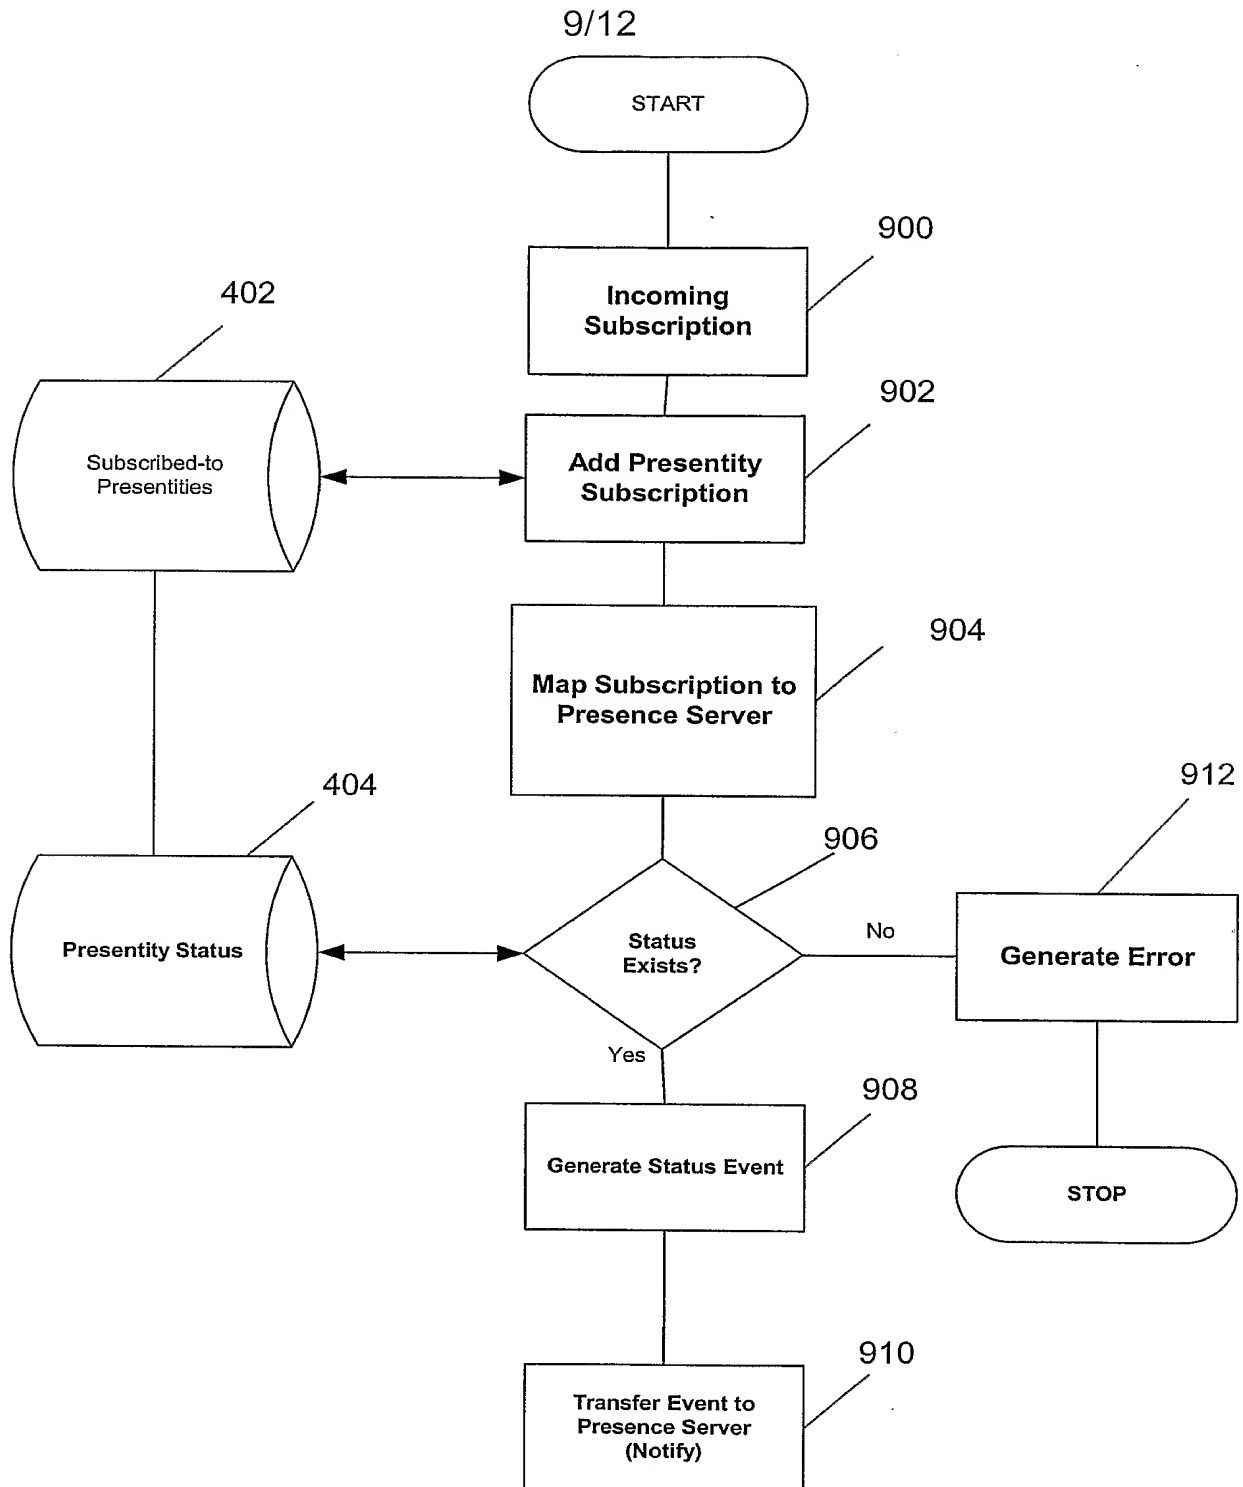 9/12
START
900
Incoming
Subscription
402
902
Subscribed-to
Presentities
Add Presentity
Subscription
904
Map Subscription to
Presence Server
404
912
906
Presentity Status
Status
Exists?
No
Generate Error
Yes
908
Generate Status Event
STOP
910
Transfer Event to
Presence Server
(Notify)